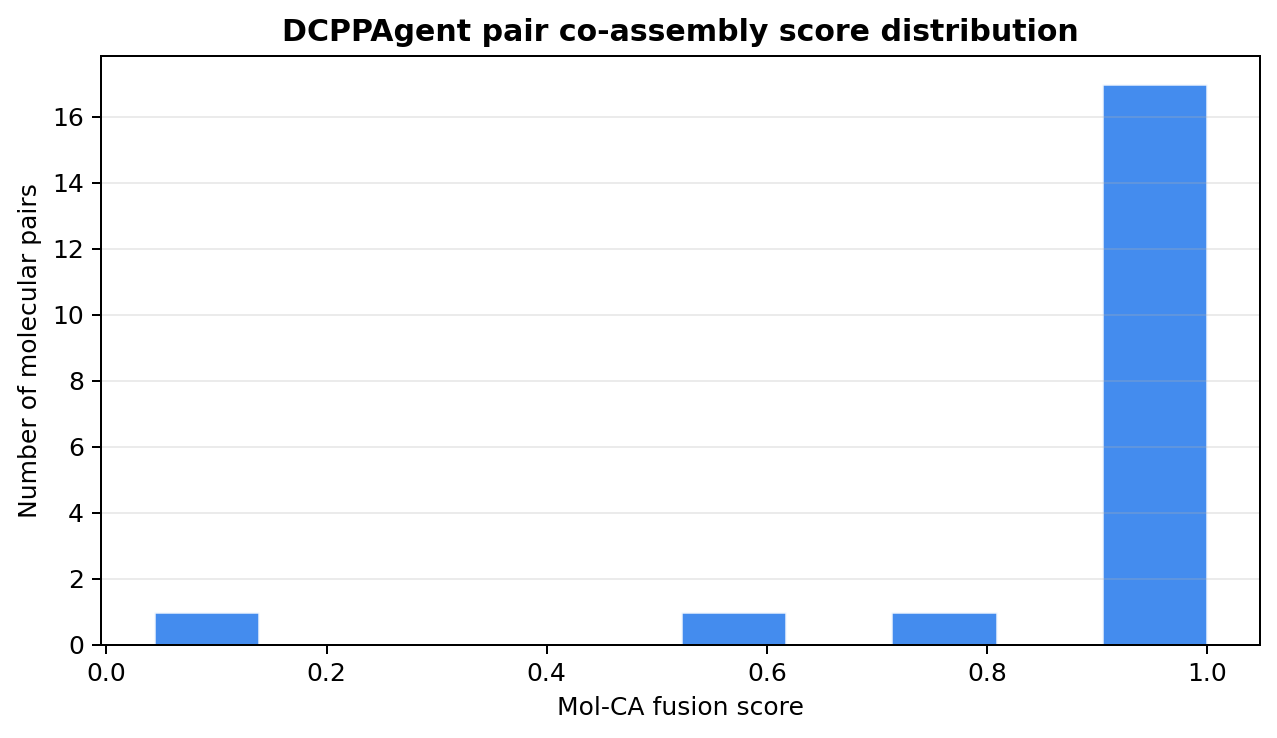 DCPPAgent pair co-assembly score distribution
Number of molecular pairs
16
14
12
10
8
6
4
2
0
0.0 0.2 0.4 0.6 0.8 1.0
Mol-CA fusion score